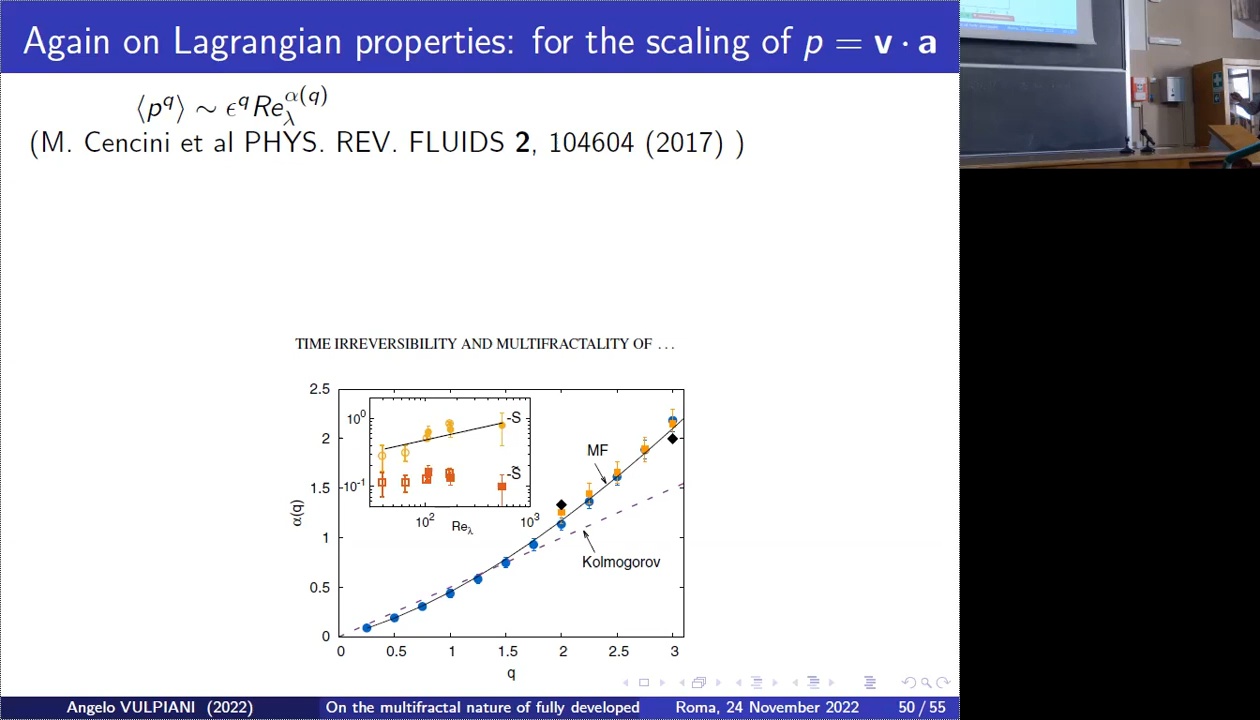 Again on Lagrangian properties: for the scaling of p = v · a
⟨p^q⟩ ∼ ϵ^q Re_λ^{α(q)}
(M. Cencini et al PHYS. REV. FLUIDS 2, 104604 (2017) )
TIME IRREVERSIBILITY AND MULTIFRACTALITY OF . . .
2.5
2
1.5
1
0.5
0
α(q)
10^0
10^-1
-S
-S̃
10^2
Re_λ
10^3
MF
Kolmogorov
0 0.5 1 1.5 2 2.5 3
q
Angelo VULPIANI (2022) On the multifractal nature of fully developed Roma, 24 November 2022 50 / 55